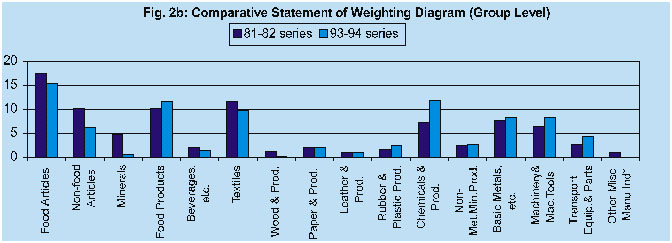 Fig. 2b: Comparative Statement of Weighting Diagram (Group Level)
81-82 series
93-94 series
20
15
10
5
0
Food Articles
Non-food
Articles
Minerals
Food Products
Beverages,
etc.
Textiles
Wood & Prod.
Paper & Prod.
Leather &
Prod.
Rubber &
Plastic Prod.
Chemicals &
Prod.
Non-
Met.Min.Prod.
Basic Metals,
etc.
Machinery&
Mac.Tools
Transport
Equip.& Parts
Other Misc
Manu.Ind*